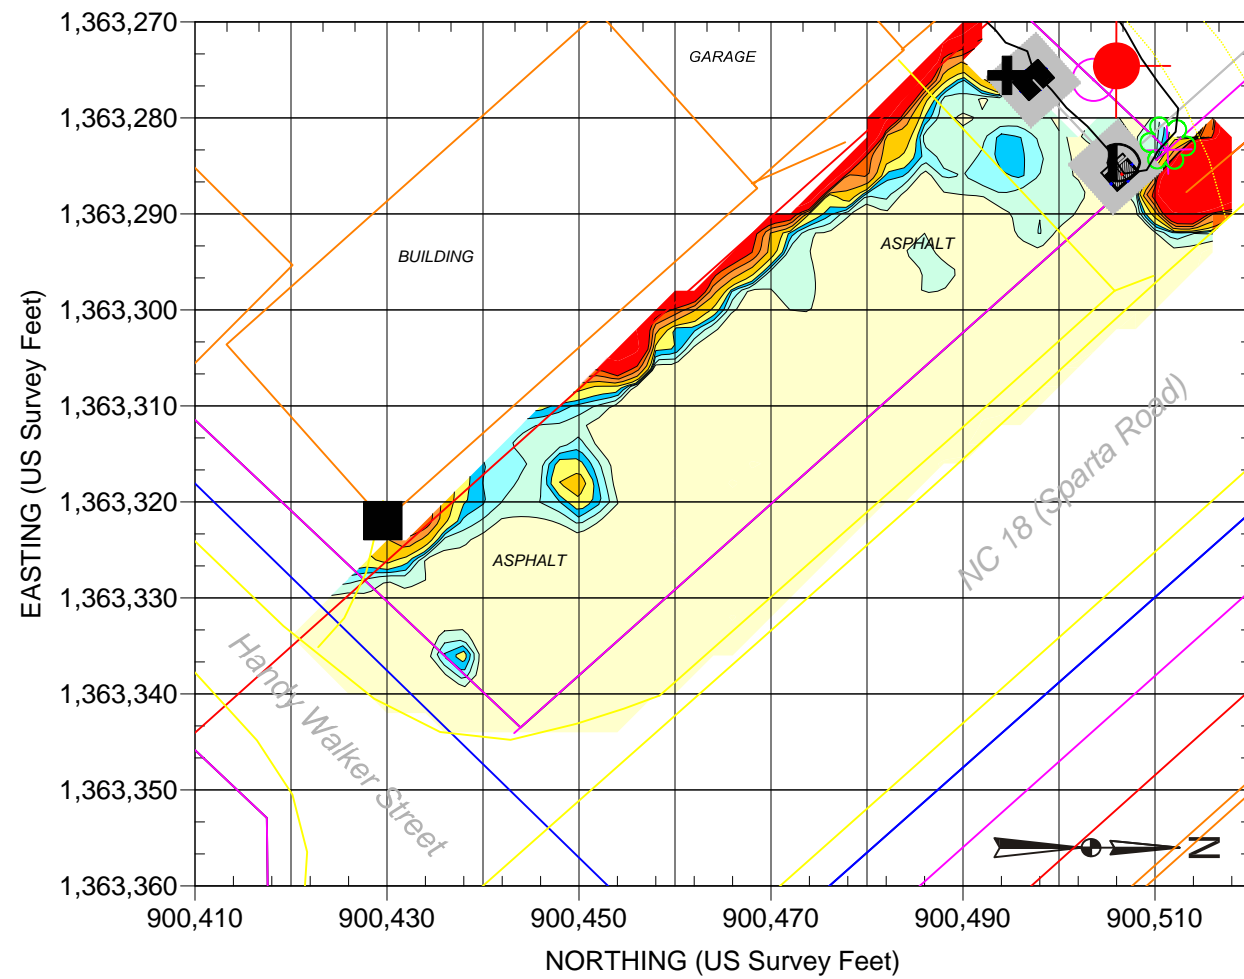 1,363,270
1,363,280
1,363,290
1,363,300
1,363,310
1,363,320
1,363,330
1,363,340
1,363,350
1,363,360
EASTING (US Survey Feet)
GARAGE
BUILDING
ASPHALT
ASPHALT
NC 18 (Sparta Road)
Handy Walker Street
N
900,410
900,430
900,450
900,470
900,490
900,510
NORTHING (US Survey Feet)